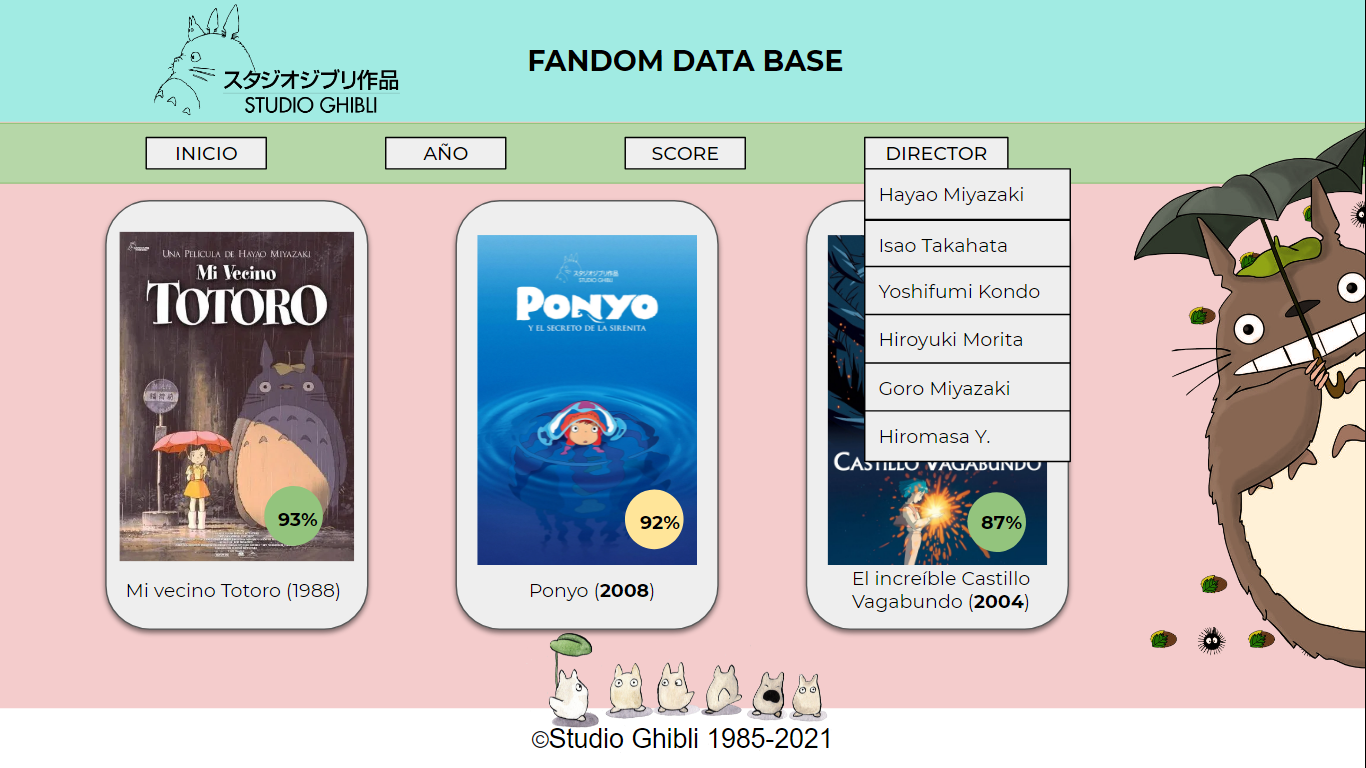 スタジオジブリ作品
STUDIO GHIBLI
FANDOM DATA BASE
INICIO
AÑO
SCORE
DIRECTOR
Hayao Miyazaki
Isao Takahata
Yoshifumi Kondo
Hiroyuki Morita
Goro Miyazaki
Hiromasa Y.
UNA PELÍCULA DE HAYAO MIYAZAKI
Mi Vecino
TOTORO
93%
Mi vecino Totoro (1988)
スタジオジブリ作品
PONYO
Y EL SECRETO DE LA SIRENITA
92%
Ponyo (2008)
CASTILLO VAGABUNDO
87%
El increíble Castillo
Vagabundo (2004)
©Studio Ghibli 1985-2021